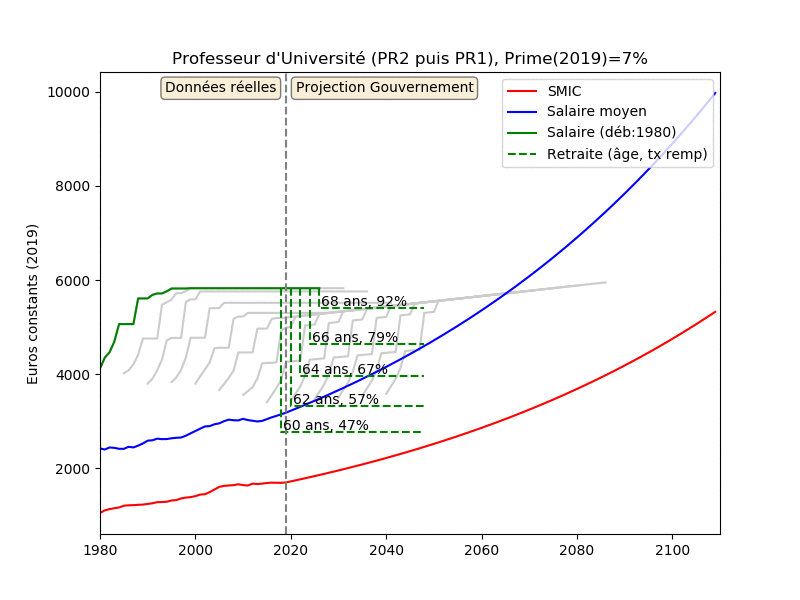 Professeur d'Université (PR2 puis PR1), Prime(2019)=7%
Données réelles
Projection Gouvernement
SMIC
Salaire moyen
Salaire (déb:1980)
Retraite (âge, tx remp)
Euros constants (2019)
10000
8000
6000
4000
2000
68 ans, 92%
66 ans, 79%
64 ans, 67%
62 ans, 57%
60 ans, 47%
1980
2000
2020
2040
2060
2080
2100